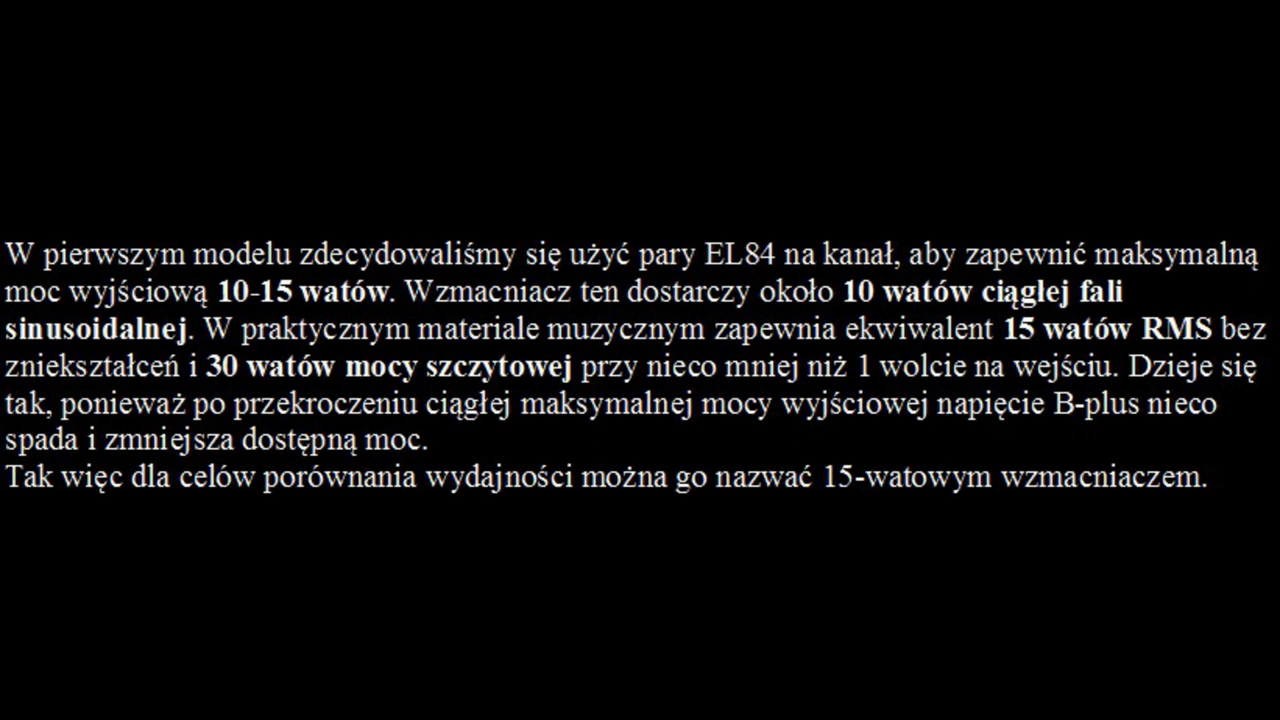 W pierwszym modelu zdecydowaliśmy się użyć pary EL84 na kanał, aby zapewnić maksymalną
moc wyjściową 10-15 watów. Wzmacniacz ten dostarczy około 10 watów ciągłej fali
sinusoidalnej. W praktycznym materiale muzycznym zapewnia ekwiwalent 15 watów RMS bez
zniekształceń i 30 watów mocy szczytowej przy nieco mniej niż 1 wolcie na wejściu. Dzieje się
tak, ponieważ po przekroczeniu ciągłej maksymalnej mocy wyjściowej napięcie B-plus nieco
spada i zmniejsza dostępną moc.
Tak więc dla celów porównania wydajności można go nazwać 15-watowym wzmacniaczem.